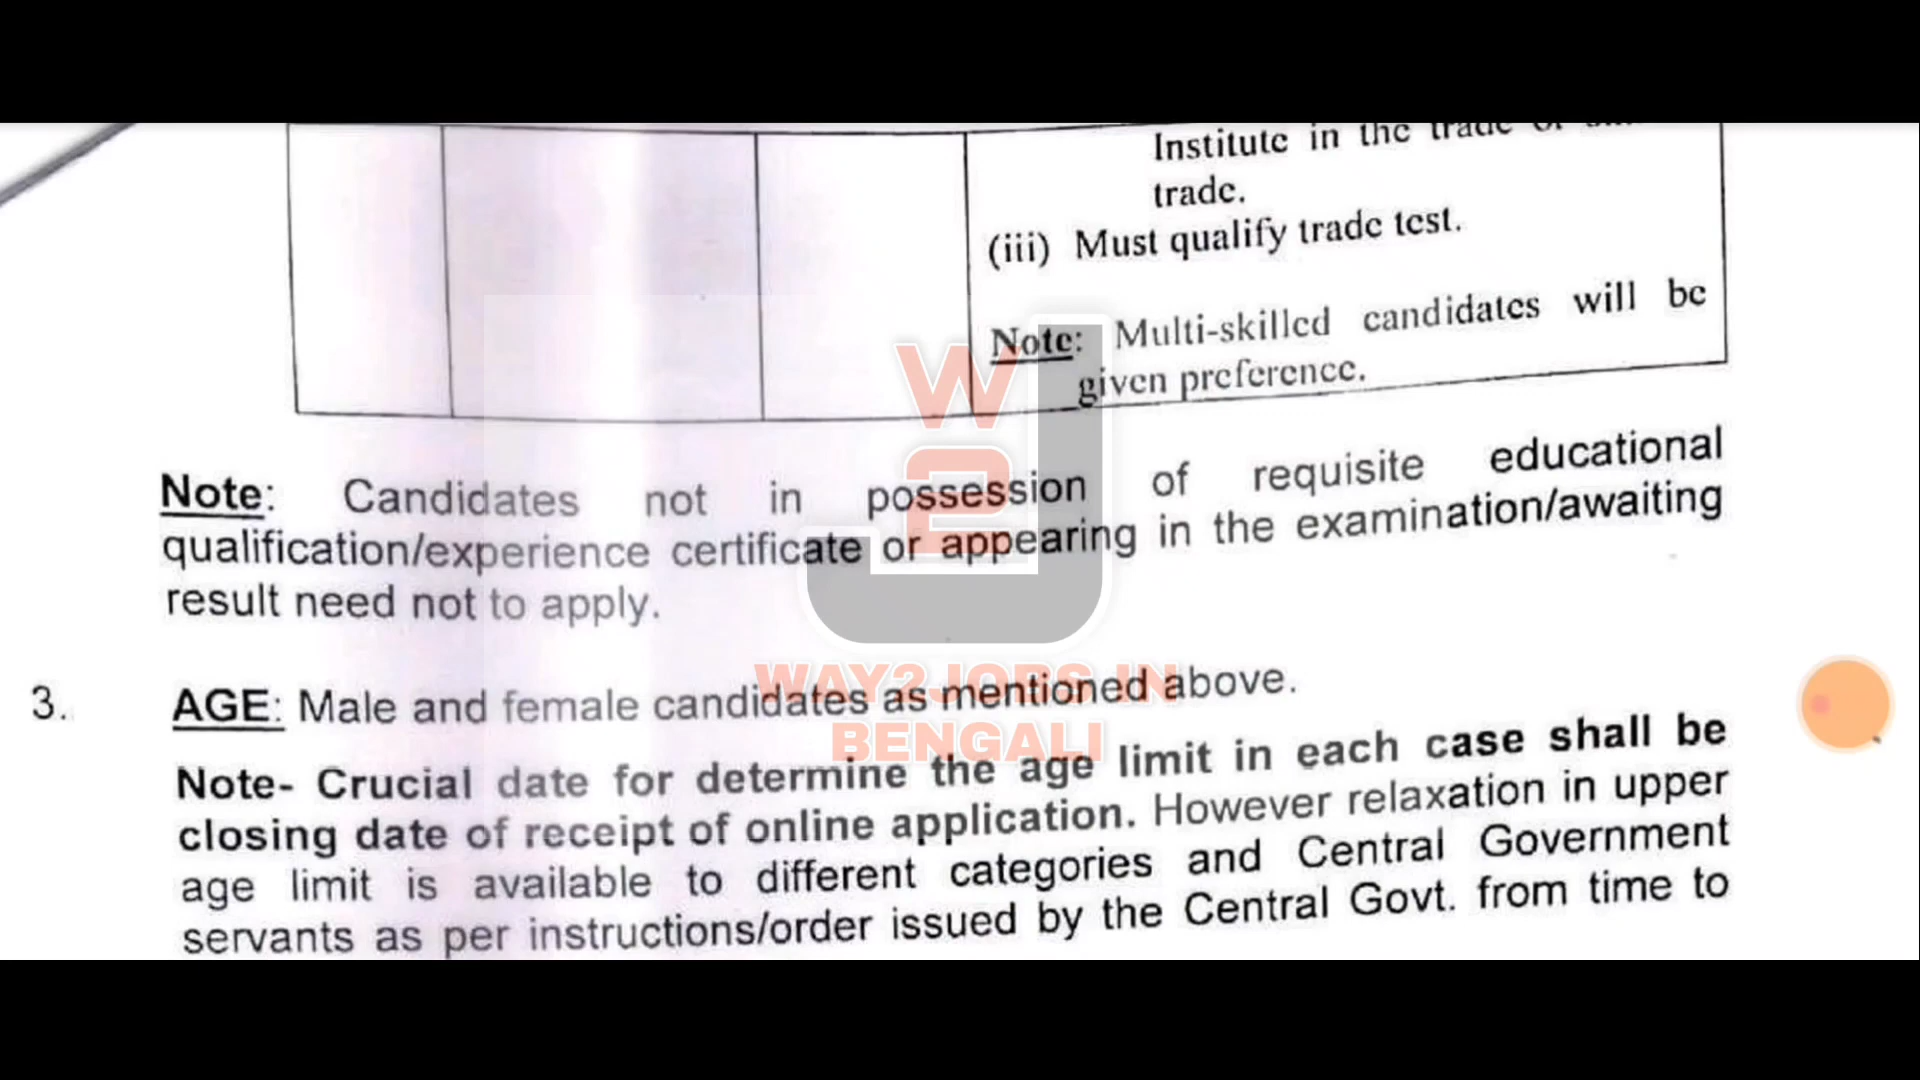 Institute in the trade of
trade.
(iii) Must qualify trade test.
Note: Multi-skilled candidates will be
given preference.
Note: Candidates not in possession of requisite educational
qualification/experience certificate or appearing in the examination/awaiting
result need not to apply.
3. AGE: Male and female candidates as mentioned above.
Note- Crucial date for determine the age limit in each case shall be
closing date of receipt of online application. However relaxation in upper
age limit is available to different categories and Central Government
servants as per instructions/order issued by the Central Govt. from time to
W
2
J
WAY2JOBS IN
BENGALI